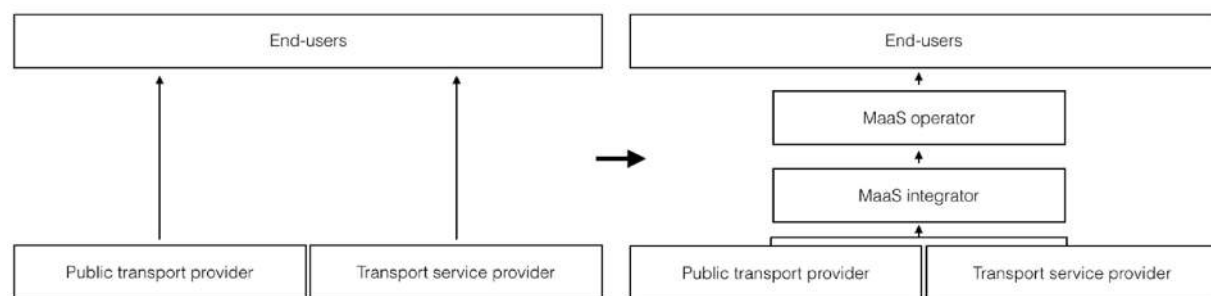 End-users
Public transport provider
Transport service provider
End-users
MaaS operator
MaaS integrator
Public transport provider
Transport service provider